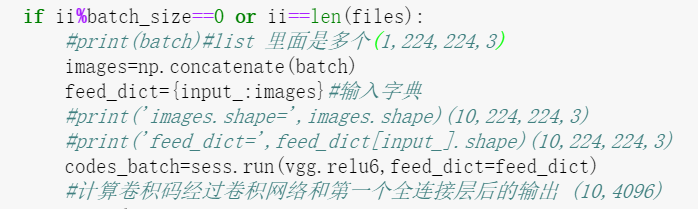 if ii%batch_size==0 or ii==len(files):
#print(batch)#list 里面是多个(1,224,224,3)
images=np.concatenate(batch)
feed_dict={input_:images}#输入字典
#print('images.shape=',images.shape)(10,224,224,3)
#print('feed_dict=',feed_dict[input_].shape)(10,224,224,3)
codes_batch=sess.run(vgg.relu6,feed_dict=feed_dict)
#计算卷积码经过卷积网络和第一个全连接层后的输出 (10,4096)